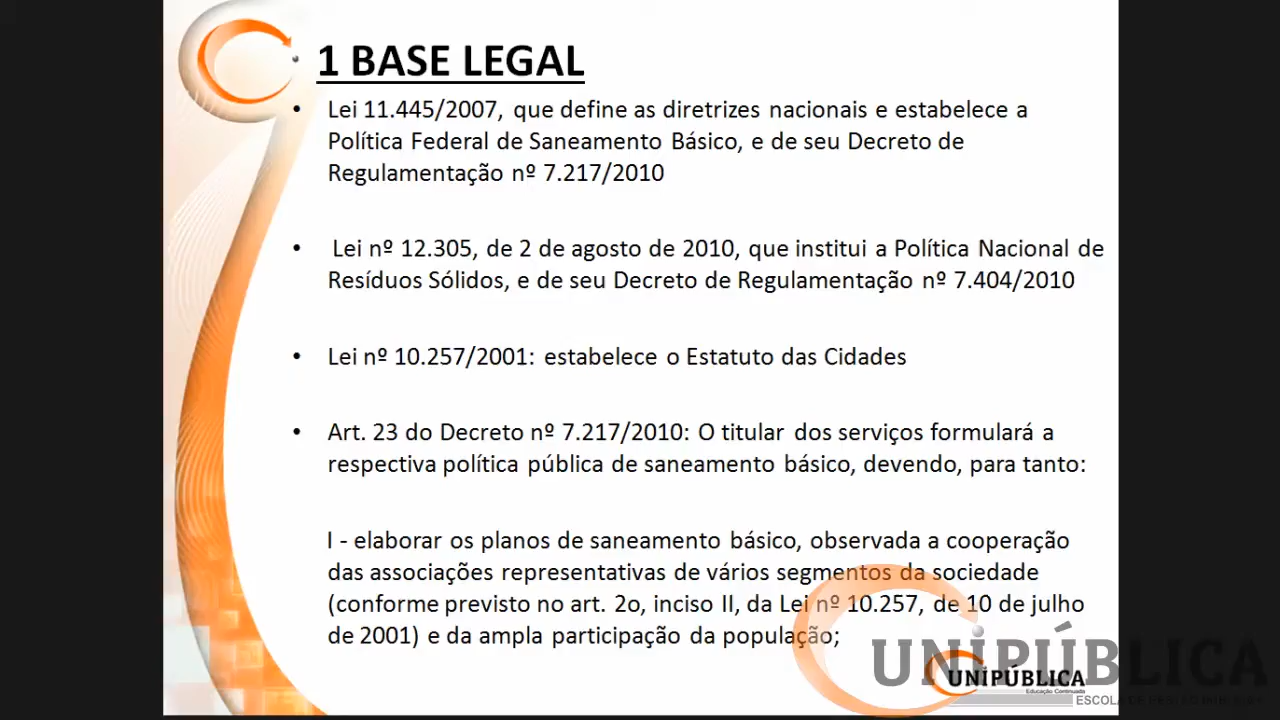 1 BASE LEGAL
• Lei 11.445/2007, que define as diretrizes nacionais e estabelece a
Política Federal de Saneamento Básico, e de seu Decreto de
Regulamentação nº 7.217/2010
• Lei nº 12.305, de 2 de agosto de 2010, que institui a Política Nacional de
Resíduos Sólidos, e de seu Decreto de Regulamentação nº 7.404/2010
• Lei nº 10.257/2001: estabelece o Estatuto das Cidades
• Art. 23 do Decreto nº 7.217/2010: O titular dos serviços formulará a
respectiva política pública de saneamento básico, devendo, para tanto:
I - elaborar os planos de saneamento básico, observada a cooperação
das associações representativas de vários segmentos da sociedade
(conforme previsto no art. 2o, inciso II, da Lei nº 10.257, de 10 de julho
de 2001) e da ampla participação da população;
UNIPÚBLICA
UNIPÚBLICA
Educação Continuada
ESCOLA DE GESTÃO PÚBLICA